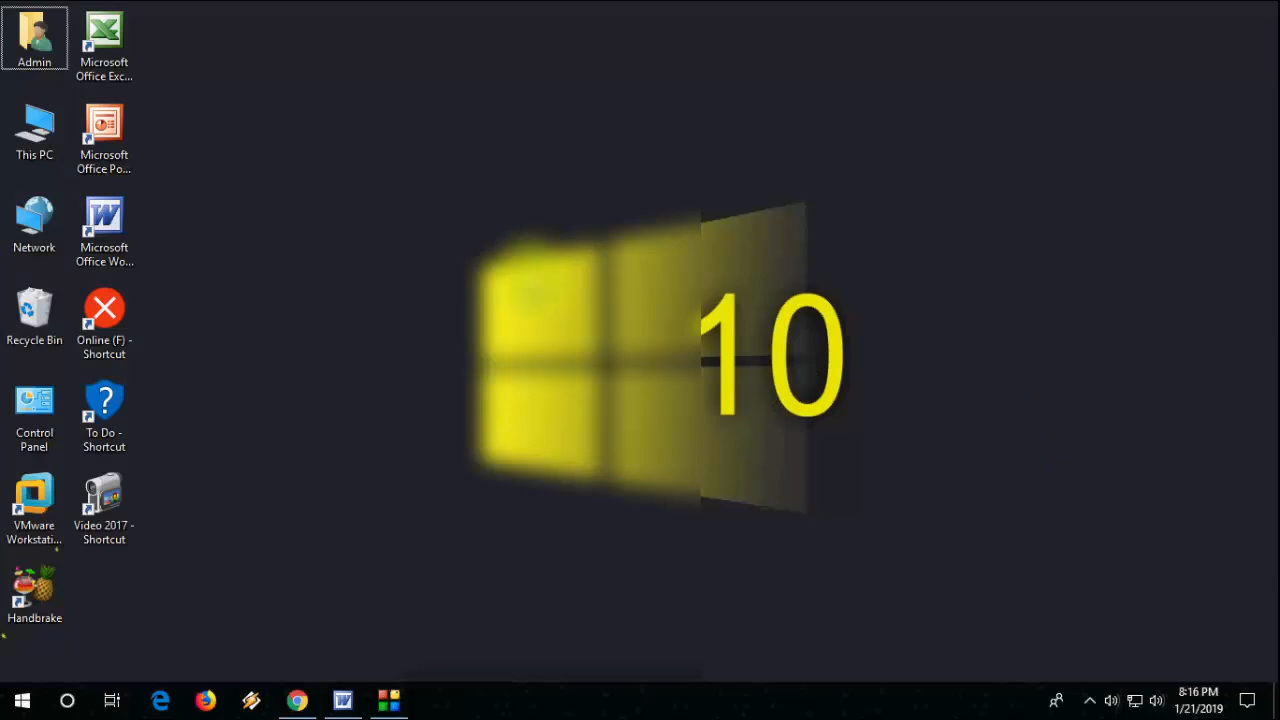 Admin
Microsoft
Office Exc...
This PC
Microsoft
Office Po...
Network
Microsoft
Office Wo...
Recycle Bin
Online (F) -
Shortcut
Control
Panel
To Do -
Shortcut
VMware
Workstati...
Video 2017 -
Shortcut
Handbrake
10
8:16 PM
1/21/2019